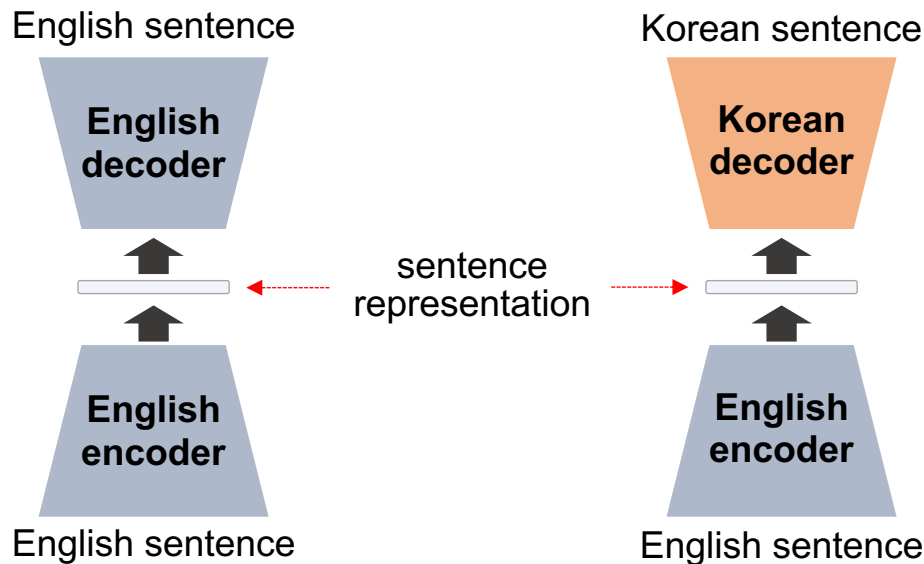 English sentence
Korean sentence
English
decoder
Korean
decoder
sentence
representation
English
encoder
English
encoder
English sentence
English sentence